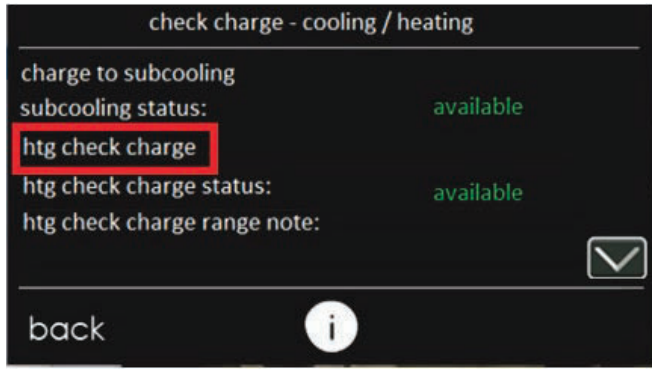 check charge - cooling / heating
charge to subcooling
subcooling status: available
htg check charge
htg check charge status: available
htg check charge range note:
back i